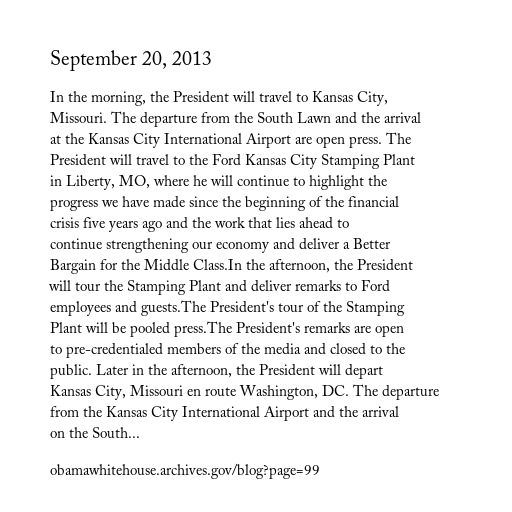 September 20, 2013
In the morning, the President will travel to Kansas City,
Missouri. The departure from the South Lawn and the arrival
at the Kansas City International Airport are open press. The
President will travel to the Ford Kansas City Stamping Plant
in Liberty, MO, where he will continue to highlight the
progress we have made since the beginning of the financial
crisis five years ago and the work that lies ahead to
continue strengthening our economy and deliver a Better
Bargain for the Middle Class.In the afternoon, the President
will tour the Stamping Plant and deliver remarks to Ford
employees and guests.The President's tour of the Stamping
Plant will be pooled press.The President's remarks are open
to pre-credentialed members of the media and closed to the
public. Later in the afternoon, the President will depart
Kansas City, Missouri en route Washington, DC. The departure
from the Kansas City International Airport and the arrival
on the South...
obamawhitehouse.archives.gov/blog?page=99